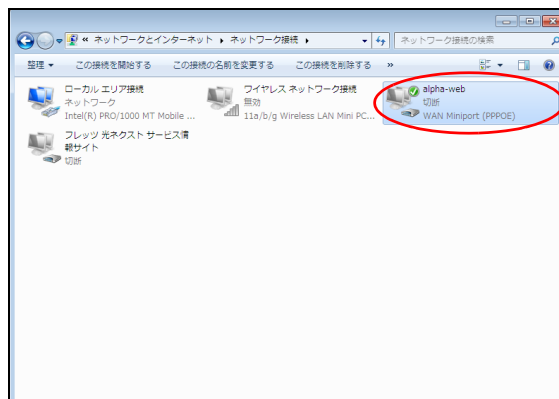 « ネットワークとインターネット ▸ ネットワーク接続 ▸
ネットワーク接続の検索
整理 ▼ この接続を開始する この接続の名前を変更する この接続を削除する »
ローカル エリア接続
ネットワーク
Intel(R) PRO/1000 MT Mobile ...
ワイヤレス ネットワーク接続
無効
11a/b/g Wireless LAN Mini PC...
alpha-web
切断
WAN Miniport (PPPOE)
フレッツ 光ネクスト サービス情
報サイト
切断